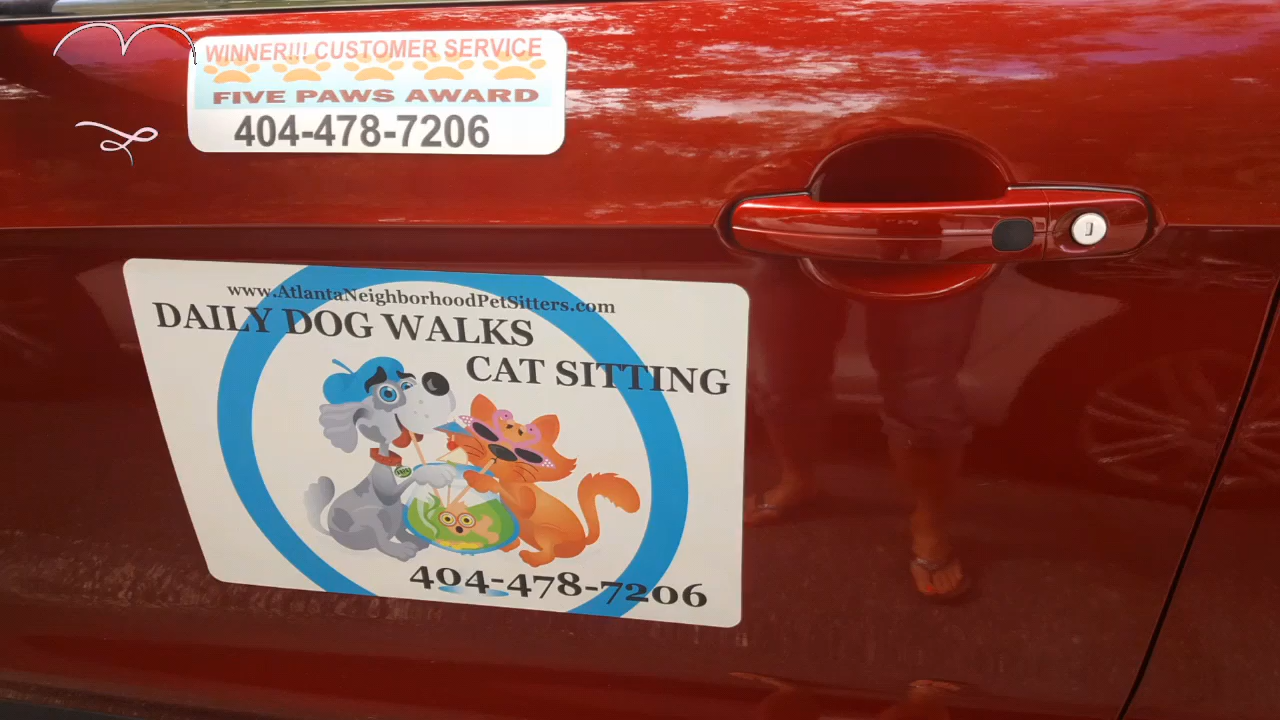 WINNER!!! CUSTOMER SERVICE
FIVE PAWS AWARD
404-478-7206
www.AtlantaNeighborhoodPetSitters.com
DAILY DOG WALKS
CAT SITTING
404-478-7206